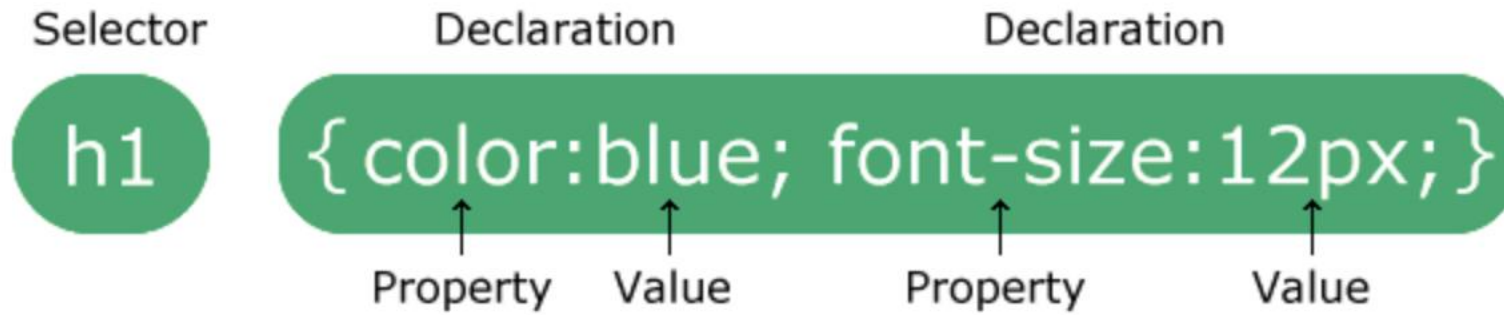 Selector Declaration Declaration
h1 {color:blue; font-size:12px;}
Property Value Property Value